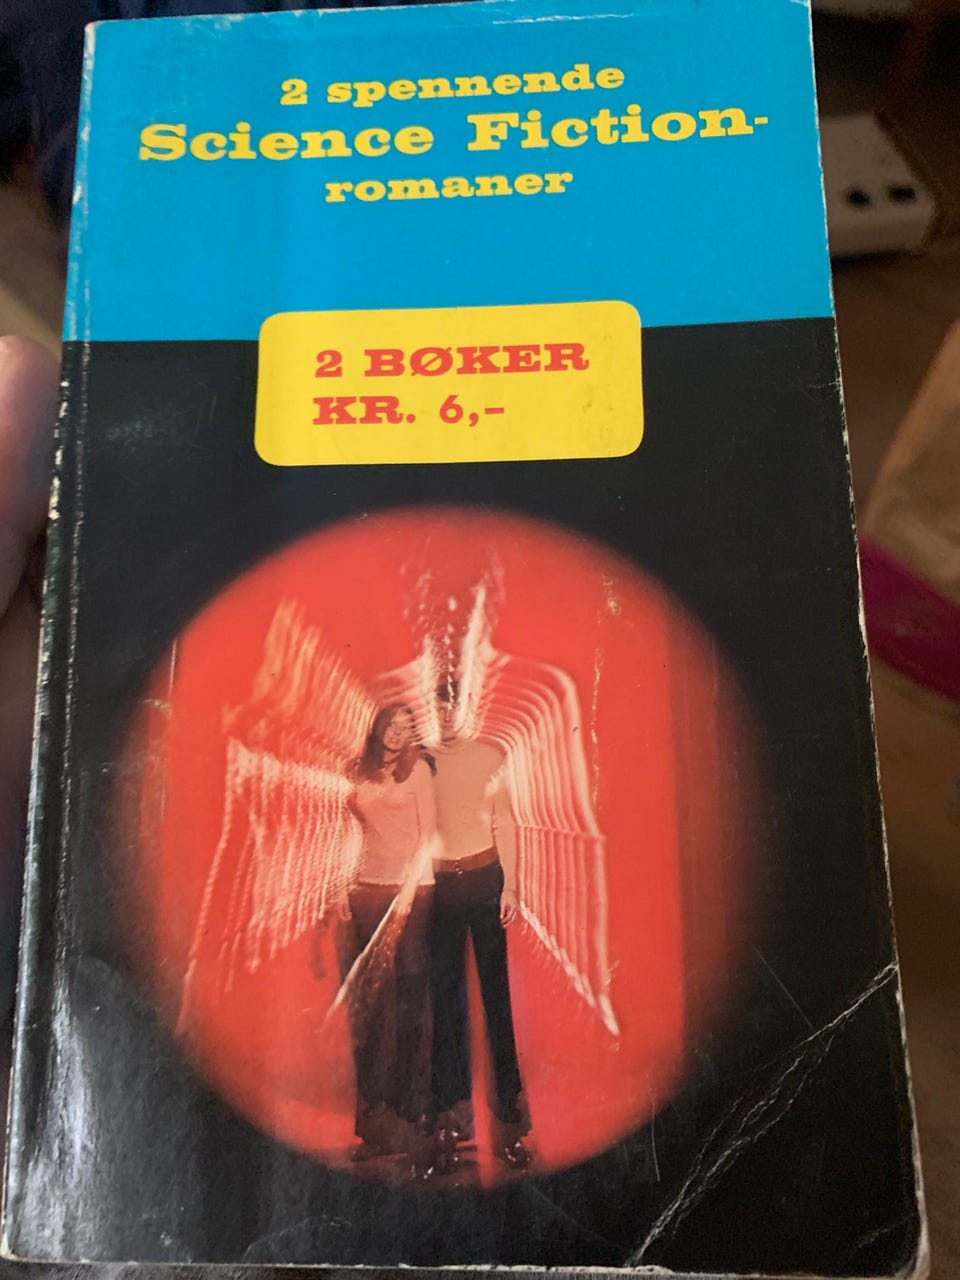 2 spennende
Science Fiction-
romaner
2 BØKER
KR. 6,-